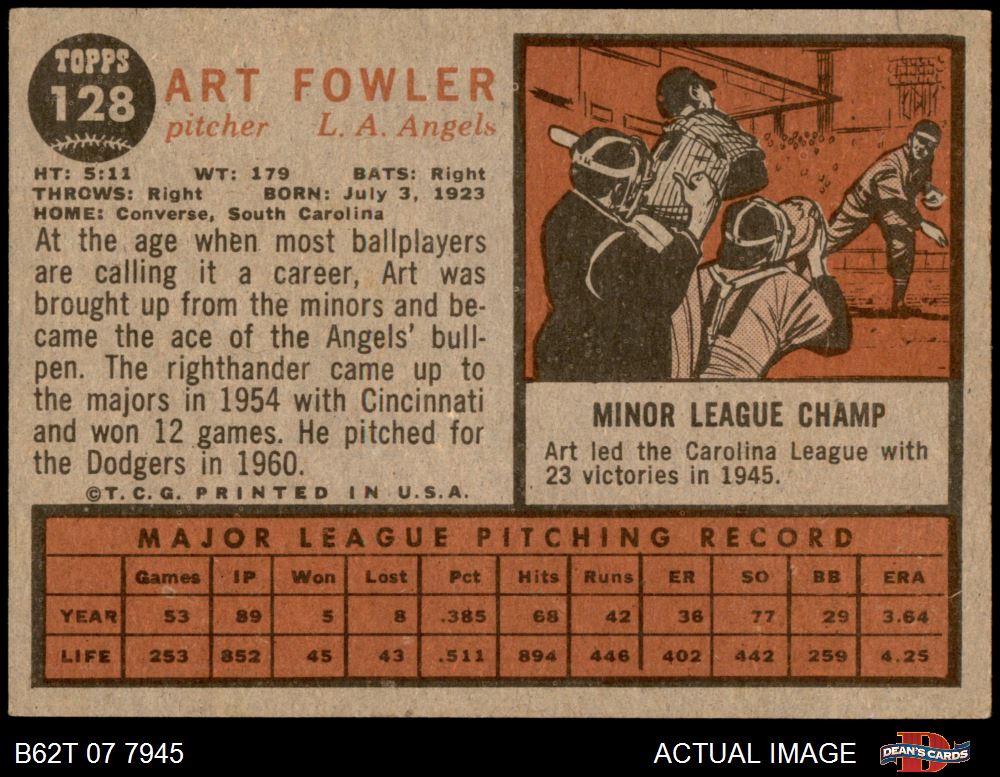 TOPPS
128
ART FOWLER
pitcher L. A. Angels
HT: 5:11 WT: 179 BATS: Right
THROWS: Right BORN: July 3, 1923
HOME: Converse, South Carolina
At the age when most ballplayers
are calling it a career, Art was
brought up from the minors and be-
came the ace of the Angels' bull-
pen. The righthander came up to
the majors in 1954 with Cincinnati
and won 12 games. He pitched for
the Dodgers in 1960.
©T.C.G. PRINTED IN U.S.A.
MINOR LEAGUE CHAMP
Art led the Carolina League with
23 victories in 1945.
MAJOR LEAGUE PITCHING RECORD
Games IP Won Lost Pct Hits Runs ER SO BB ERA
YEAR 53 89 5 8 .385 68 42 36 77 29 3.64
LIFE 253 852 45 43 .511 894 446 402 442 259 4.25
B62T 07 7945 ACTUAL IMAGE DEAN'S CARDS